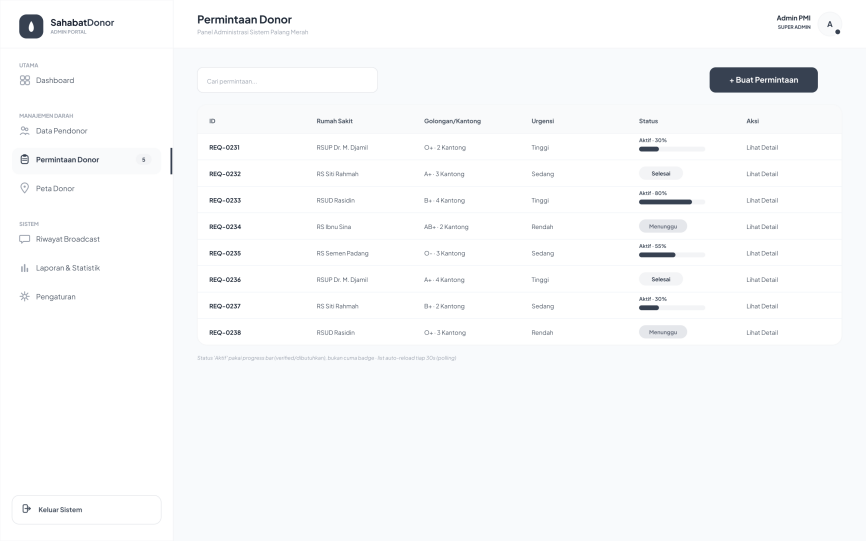 SahabatDonor
ADMIN PORTAL
UTAMA
Dashboard
MANAJEMEN DARAH
Data Pendonor
Permintaan Donor 5
Peta Donor
SISTEM
Riwayat Broadcast
Laporan & Statistik
Pengaturan
Keluar Sistem
Permintaan Donor
Panel Administrasi Sistem Palang Merah
Admin PMI
SUPER ADMIN
A
Cari permintaan...
+ Buat Permintaan
ID Rumah Sakit Golongan/Kantong Urgensi Status Aksi
REQ-0231 RSUP Dr. M. Djamil O+ · 2 Kantong Tinggi Aktif · 30% Lihat Detail
REQ-0232 RS Siti Rahmah A+ · 3 Kantong Sedang Selesai Lihat Detail
REQ-0233 RSUD Rasidin B+ · 4 Kantong Tinggi Aktif · 80% Lihat Detail
REQ-0234 RS Ibnu Sina AB+ · 2 Kantong Rendah Menunggu Lihat Detail
REQ-0235 RS Semen Padang O- · 3 Kantong Sedang Aktif · 55% Lihat Detail
REQ-0236 RSUP Dr. M. Djamil A+ · 4 Kantong Tinggi Selesai Lihat Detail
REQ-0237 RS Siti Rahmah B+ · 2 Kantong Sedang Aktif · 30% Lihat Detail
REQ-0238 RSUD Rasidin O+ · 3 Kantong Rendah Menunggu Lihat Detail
Status 'Aktif' pakai progress bar (verified/dibutuhkan), bukan cuma badge · list auto-reload tiap 30s (polling)